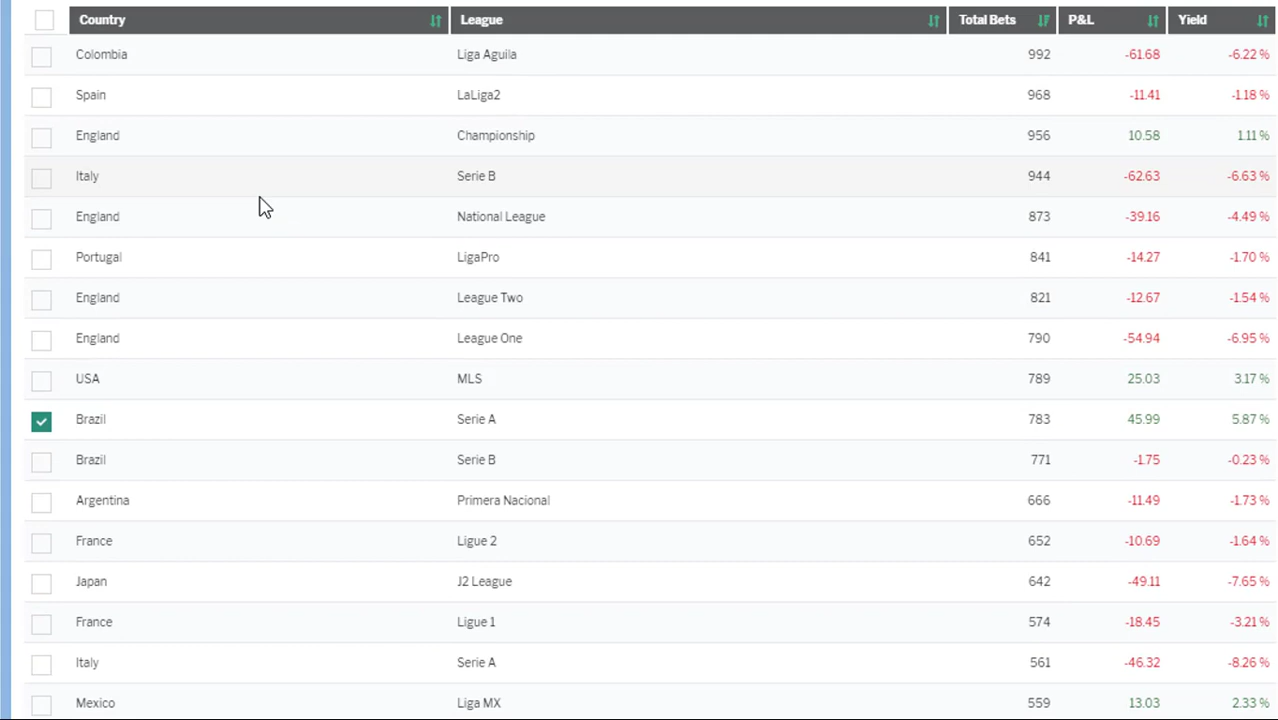 Country League Total Bets P&L Yield
Colombia Liga Aguila 992 -61.68 -6.22 %
Spain LaLiga2 968 -11.41 -1.18 %
England Championship 956 10.58 1.11 %
Italy Serie B 944 -62.63 -6.63 %
England National League 873 -39.16 -4.49 %
Portugal LigaPro 841 -14.27 -1.70 %
England League Two 821 -12.67 -1.54 %
England League One 790 -54.94 -6.95 %
USA MLS 789 25.03 3.17 %
Brazil Serie A 783 45.99 5.87 %
Brazil Serie B 771 -1.75 -0.23 %
Argentina Primera Nacional 666 -11.49 -1.73 %
France Ligue 2 652 -10.69 -1.64 %
Japan J2 League 642 -49.11 -7.65 %
France Ligue 1 574 -18.45 -3.21 %
Italy Serie A 561 -46.32 -8.26 %
Mexico Liga MX 559 13.03 2.33 %